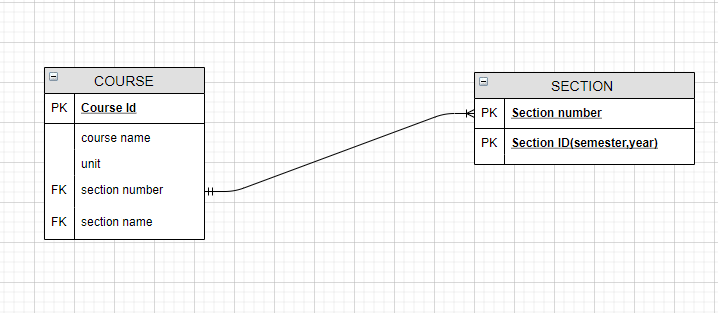 COURSE
PK Course Id
course name
unit
FK section number
FK section name
SECTION
PK Section number
PK Section ID(semester,year)